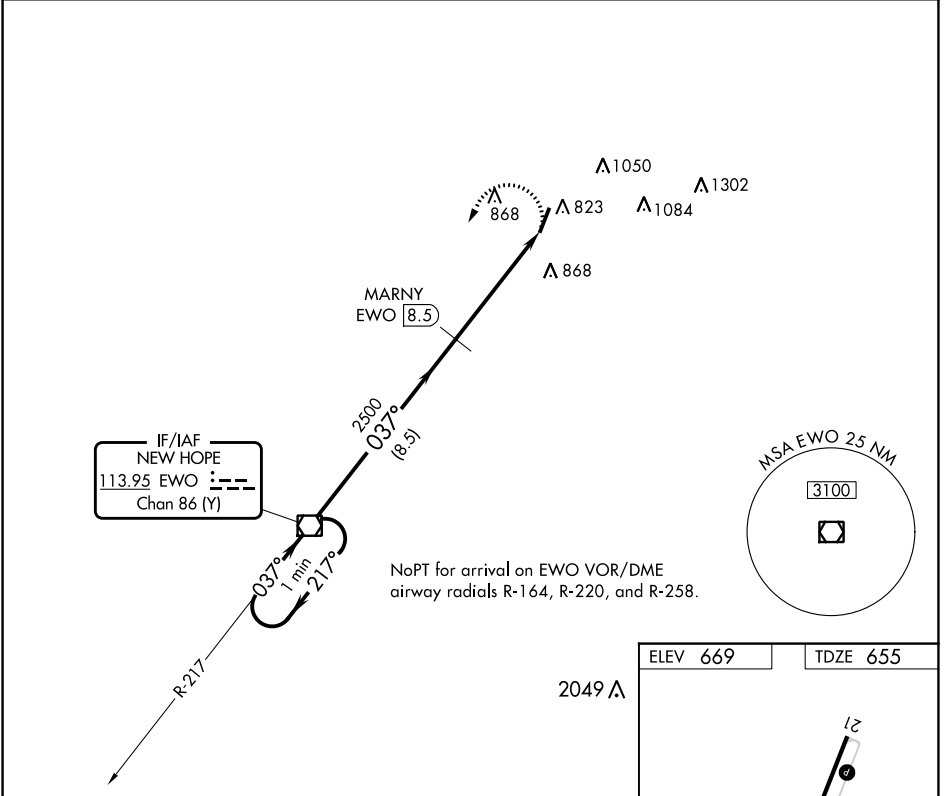 1050
1302
868
823
1084
868
MARNY
EWO 8.5
2500
037°
(8.5)
IF/IAF
NEW HOPE
113.95 EWO
Chan 86 (Y)
MSA EWO 25 NM
3100
037°
1 min
217°
NoPT for arrival on EWO VOR/DME
airway radials R-164, R-220, and R-258.
R-217
2049
ELEV 669
TDZE 655
21
P